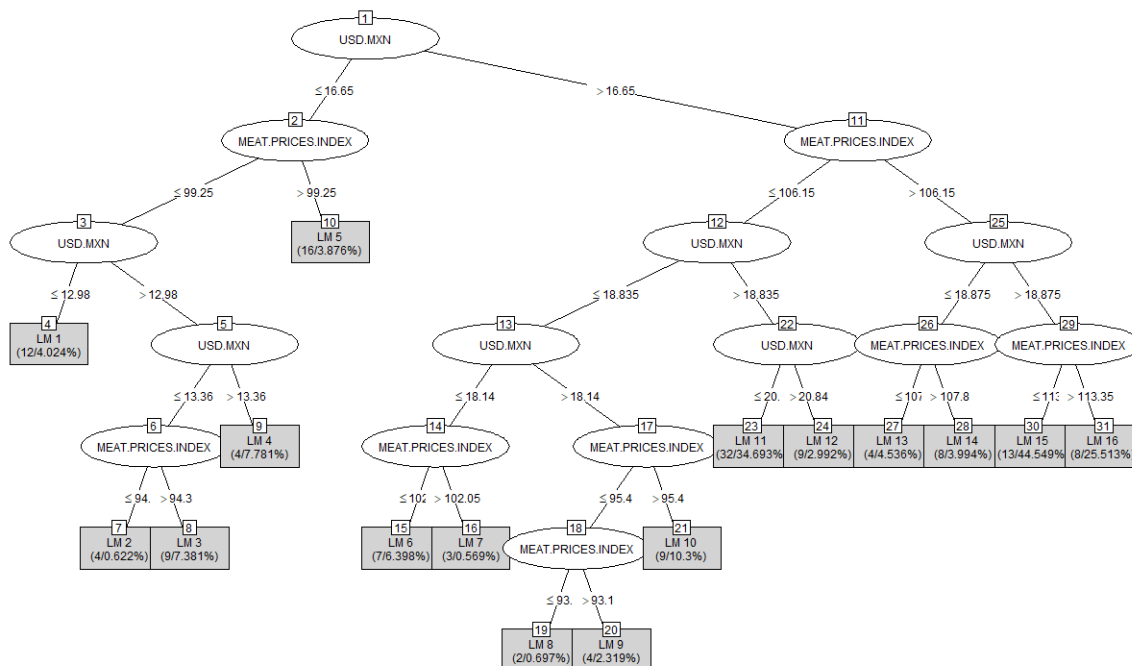 1
USD.MXN
≤ 16.65
> 16.65
2
MEAT.PRICES.INDEX
11
MEAT.PRICES.INDEX
≤ 99.25
> 99.25
≤ 106.15
> 106.15
3
USD.MXN
10
LM 5
(16/3.876%)
12
USD.MXN
25
USD.MXN
≤ 12.98
> 12.98
≤ 18.835
> 18.835
≤ 18.875
> 18.875
4
LM 1
(12/4.024%)
5
USD.MXN
13
USD.MXN
22
USD.MXN
26
MEAT.PRICES.INDEX
29
MEAT.PRICES.INDEX
≤ 13.36
> 13.36
≤ 18.14
> 18.14
≤ 20.
> 20.84
≤ 107
> 107.8
≤ 113
> 113.35
6
MEAT.PRICES.INDEX
9
LM 4
(4/7.781%)
14
MEAT.PRICES.INDEX
17
MEAT.PRICES.INDEX
23
LM 11
(32/34.693%)
24
LM 12
(9/2.992%)
27
LM 13
(4/4.536%)
28
LM 14
(8/3.994%)
30
LM 15
(13/44.549%)
31
LM 16
(8/25.513%)
≤ 94.
> 94.3
≤ 102
> 102.05
≤ 95.4
> 95.4
7
LM 2
(4/0.622%)
8
LM 3
(9/7.381%)
15
LM 6
(7/6.398%)
16
LM 7
(3/0.569%)
18
MEAT.PRICES.INDEX
21
LM 10
(9/10.3%)
≤ 93.
> 93.1
19
LM 8
(2/0.697%)
20
LM 9
(4/2.319%)